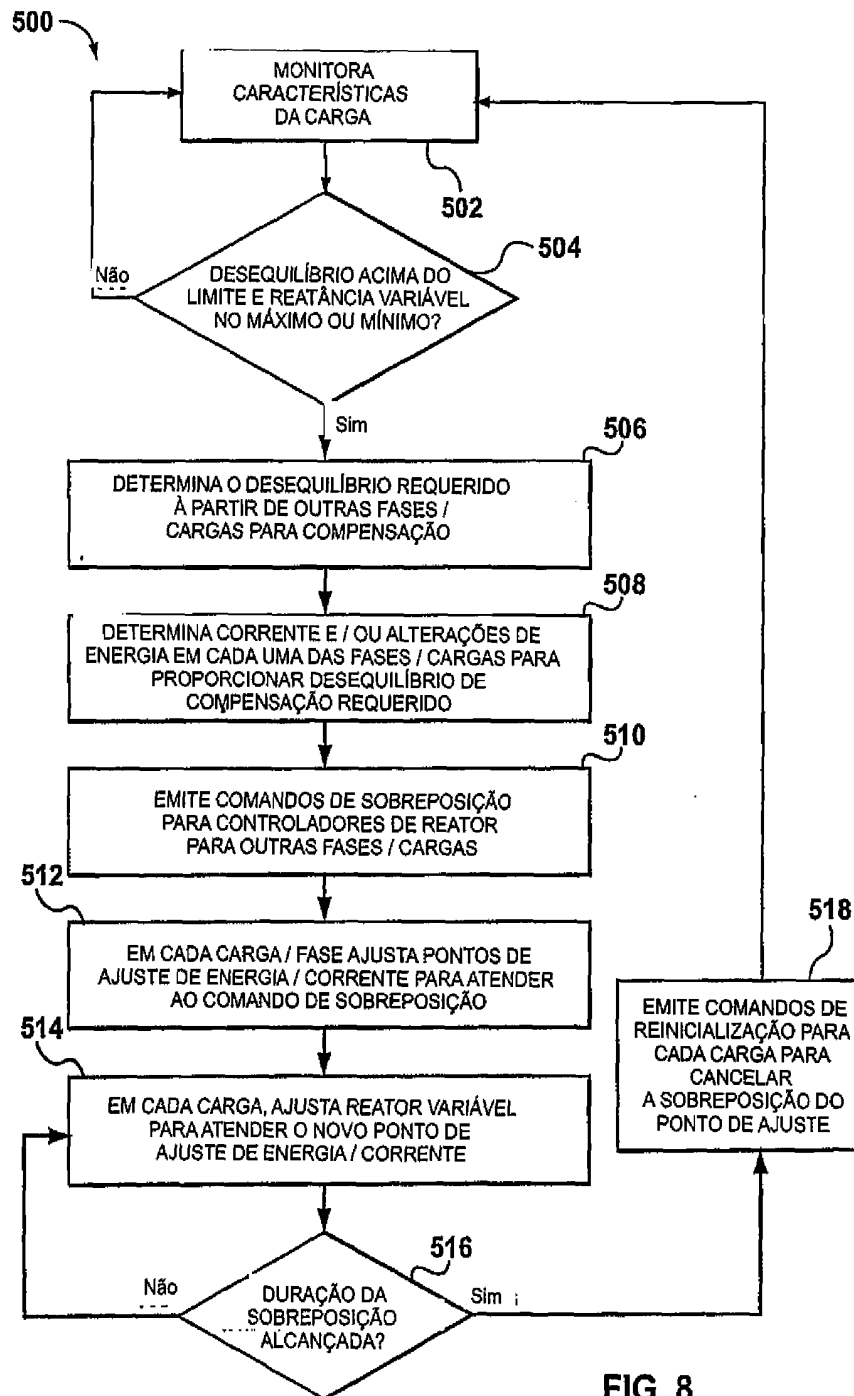 500
MONITORA
CARACTERÍSTICAS
DA CARGA
502
504
Não
DESEQUILÍBRIO ACIMA DO
LIMITE E REATÂNCIA VARIÁVEL
NO MÁXIMO OU MÍNIMO?
Sim
506
DETERMINA O DESEQUILÍBRIO REQUERIDO
À PARTIR DE OUTRAS FASES /
CARGAS PARA COMPENSAÇÃO
508
DETERMINA CORRENTE E / OU ALTERAÇÕES DE
ENERGIA EM CADA UMA DAS FASES / CARGAS PARA
PROPORCIONAR DESEQUILÍBRIO DE
COMPENSAÇÃO REQUERIDO
510
EMITE COMANDOS DE SOBREPOSIÇÃO
PARA CONTROLADORES DE REATOR
PARA OUTRAS FASES / CARGAS
512
EM CADA CARGA / FASE AJUSTA PONTOS DE
AJUSTE DE ENERGIA / CORRENTE PARA ATENDER
AO COMANDO DE SOBREPOSIÇÃO
514
EM CADA CARGA, AJUSTA REATOR VARIÁVEL
PARA ATENDER O NOVO PONTO DE
AJUSTE DE ENERGIA / CORRENTE
516
Não
DURAÇÃO DA
SOBREPOSIÇÃO
ALCANÇADA?
Sim
518
EMITE COMANDOS DE
REINICIALIZAÇÃO PARA
CADA CARGA PARA
CANCELAR
A SOBREPOSIÇÃO DO
PONTO DE AJUSTE
FIG. 8